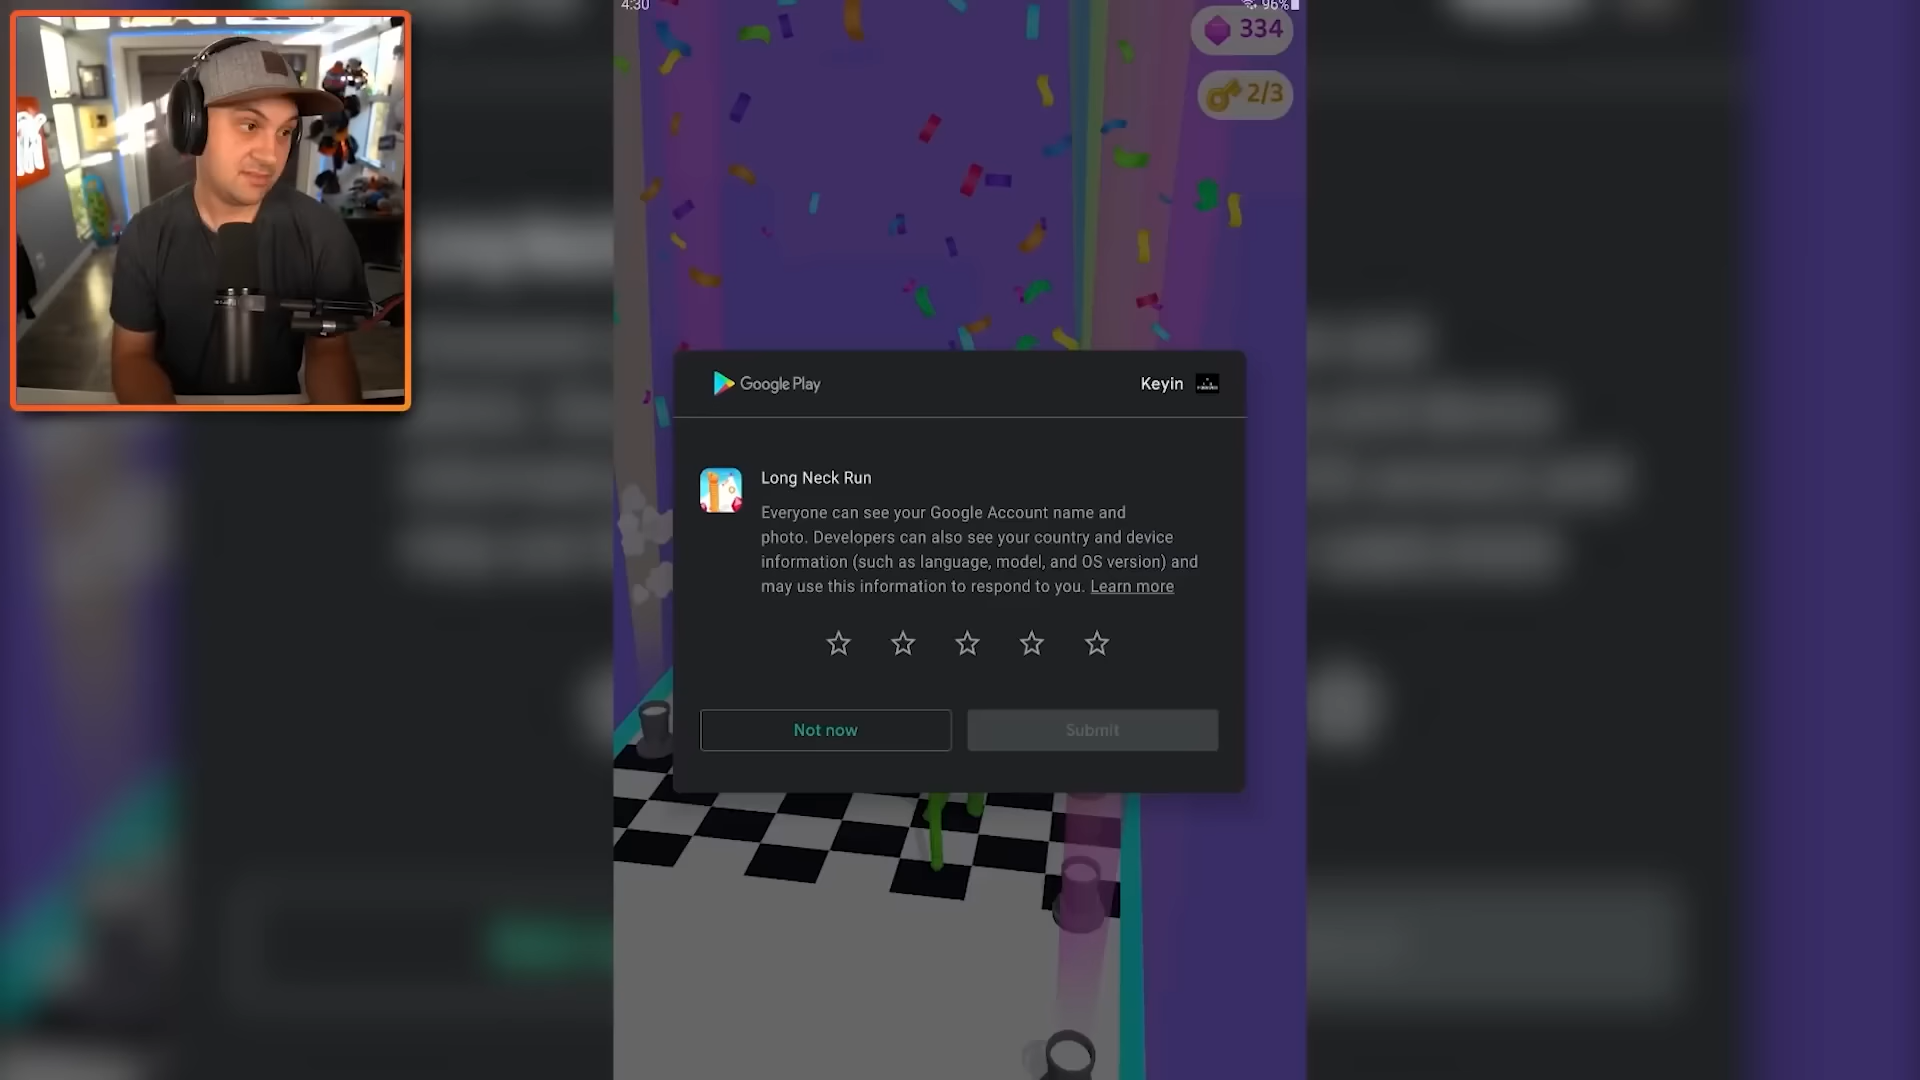 4:30
96%
334
2/3
Google Play
Keyin
Long Neck Run
Everyone can see your Google Account name and
photo. Developers can also see your country and device
information (such as language, model, and OS version) and
may use this information to respond to you. Learn more
Not now
Submit